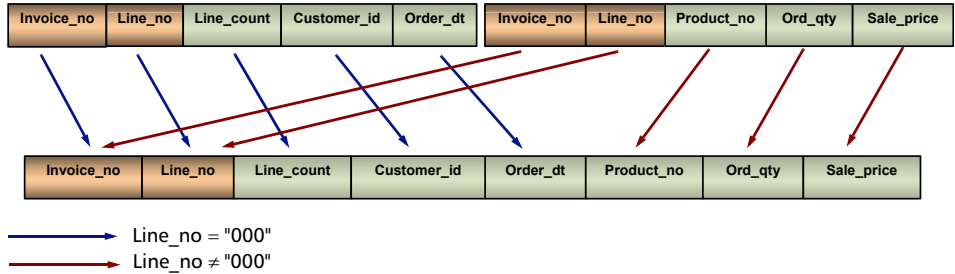 Invoice_no Line_no Line_count Customer_id Order_dt Invoice_no Line_no Product_no Ord_qty Sale_price
Invoice_no Line_no Line_count Customer_id Order_dt Product_no Ord_qty Sale_price
Line_no = "000"
Line_no ≠ "000"